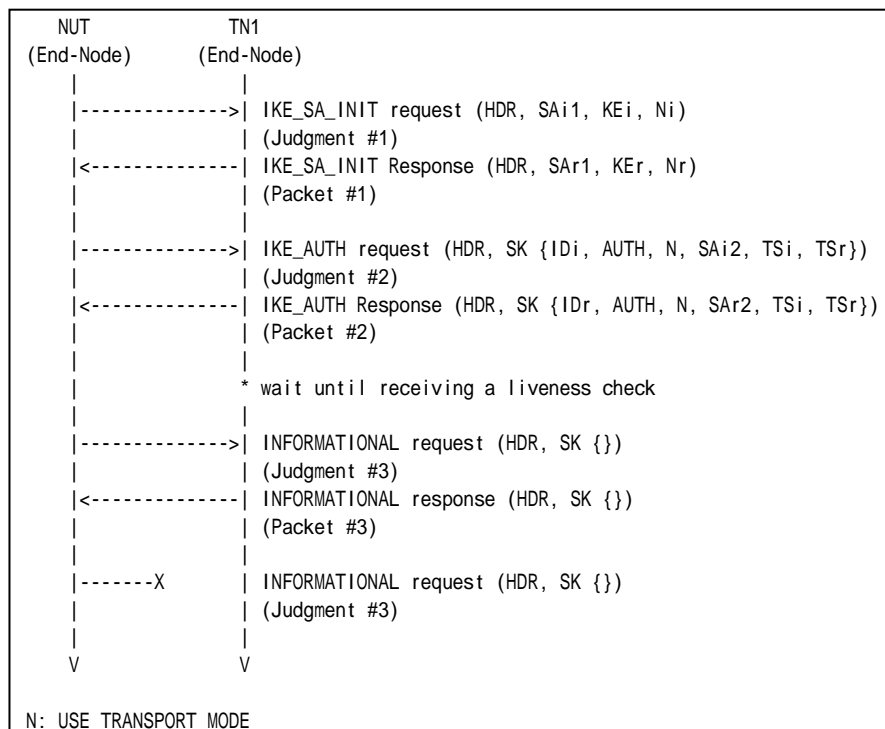 NUT TN1
(End-Node) (End-Node)
| |
|-------------->| IKE_SA_INIT request (HDR, SAi1, KEi, Ni)
| | (Judgment #1)
|<--------------| IKE_SA_INIT Response (HDR, SAr1, KEr, Nr)
| | (Packet #1)
| |
|-------------->| IKE_AUTH request (HDR, SK {IDi, AUTH, N, SAi2, TSi, TSr})
| | (Judgment #2)
|<--------------| IKE_AUTH Response (HDR, SK {IDr, AUTH, N, SAr2, TSi, TSr})
| | (Packet #2)
| |
| * wait until receiving a liveness check
| |
|-------------->| INFORMATIONAL request (HDR, SK {})
| | (Judgment #3)
|<--------------| INFORMATIONAL response (HDR, SK {})
| | (Packet #3)
| |
|-------X | INFORMATIONAL request (HDR, SK {})
| | (Judgment #3)
| |
V V
N: USE TRANSPORT MODE